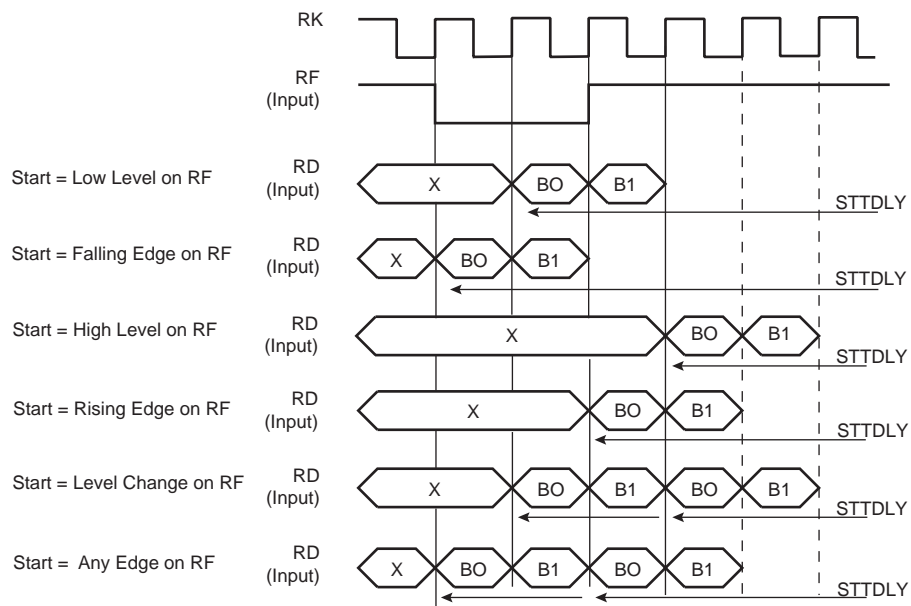 RK
RF
(Input)
Start = Low Level on RF
RD
(Input)
X
BO
B1
STTDLY
Start = Falling Edge on RF
RD
(Input)
X
BO
B1
STTDLY
Start = High Level on RF
RD
(Input)
X
BO
B1
STTDLY
Start = Rising Edge on RF
RD
(Input)
X
BO
B1
STTDLY
Start = Level Change on RF
RD
(Input)
X
BO
B1
BO
B1
STTDLY
Start = Any Edge on RF
RD
(Input)
X
BO
B1
BO
B1
STTDLY